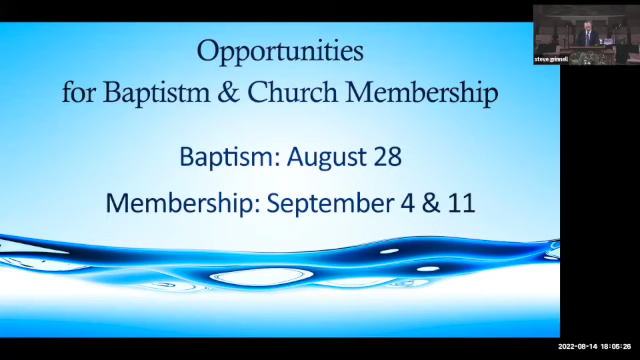 Opportunities
for Baptistm & Church Membership
Baptism: August 28
Membership: September 4 & 11
steve grinnell
2022-08-14 18:05:26